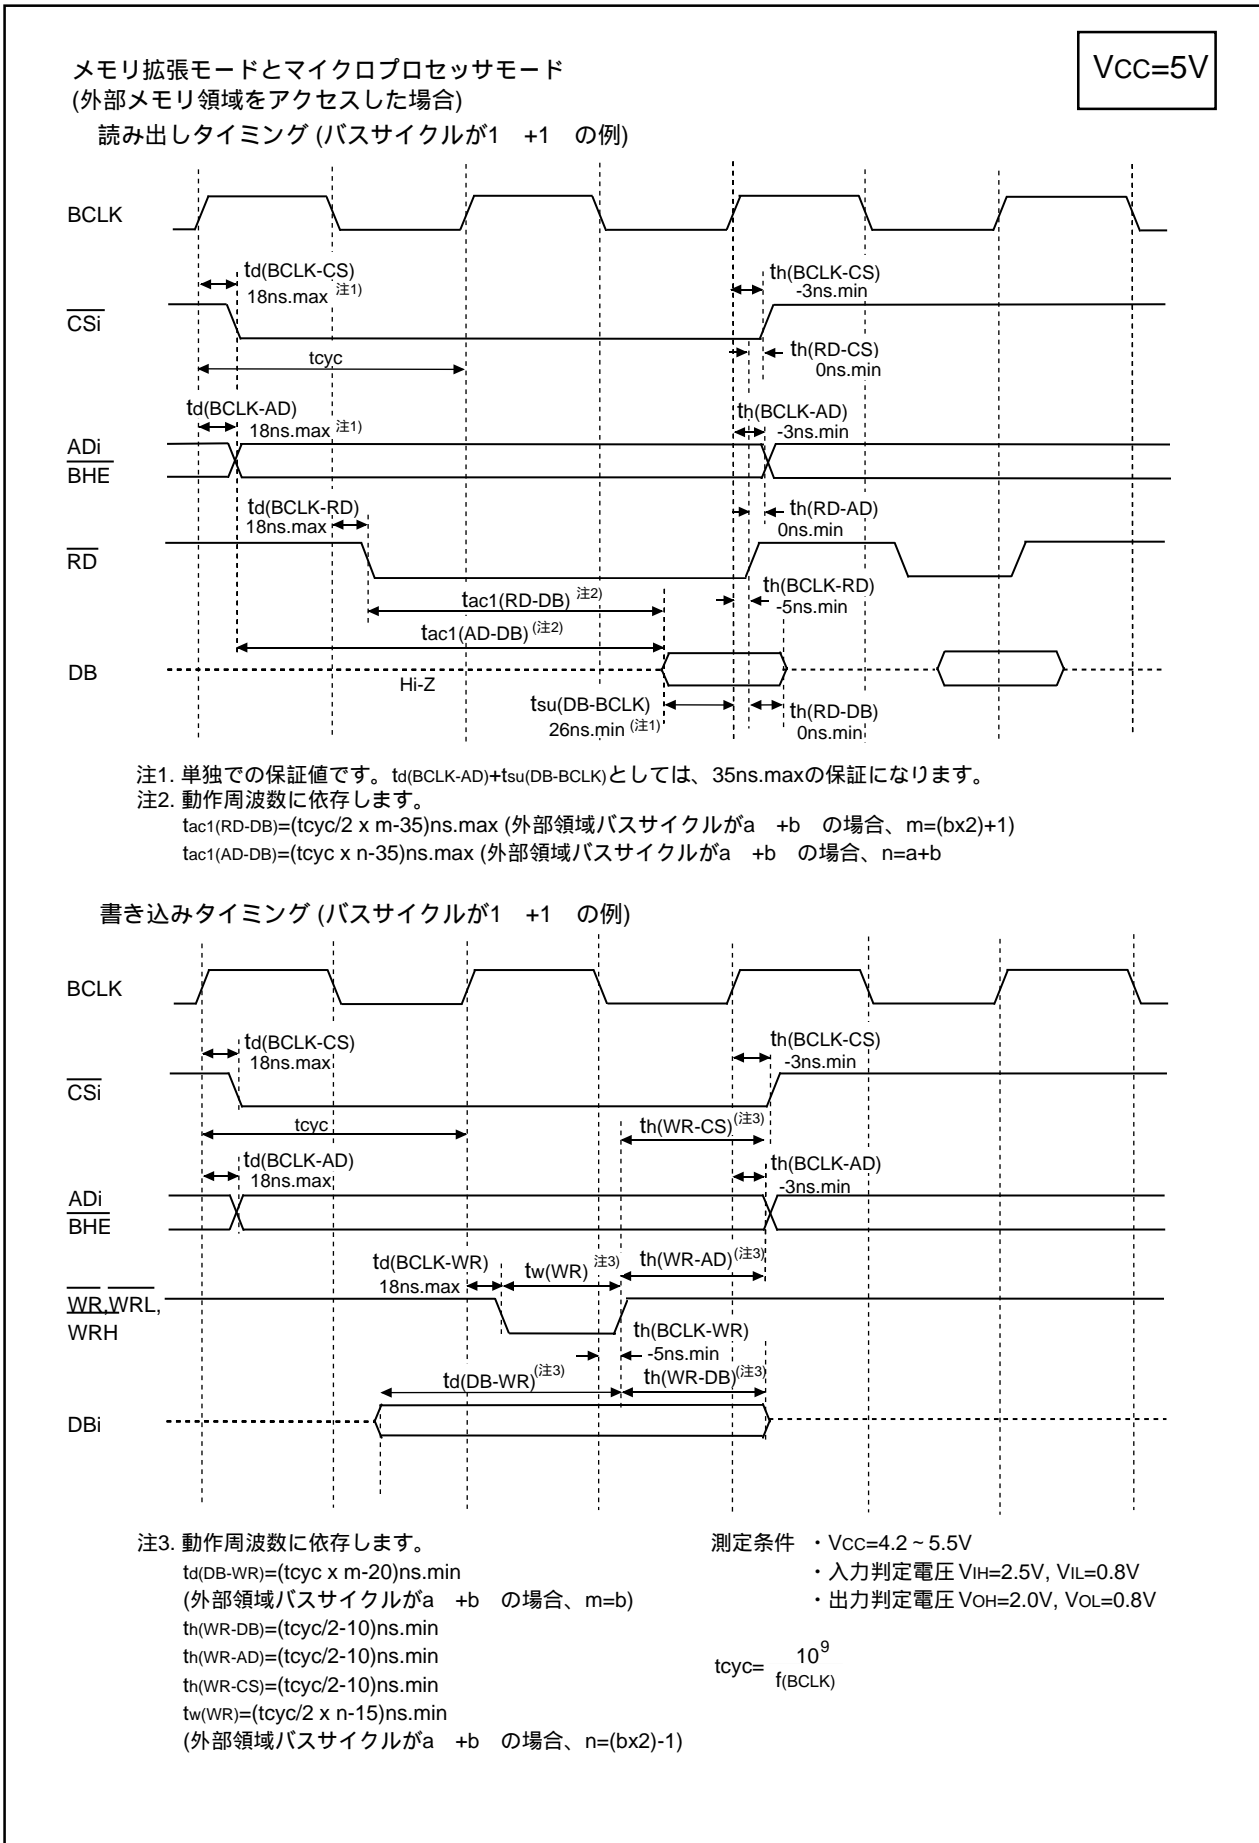 VCC=5V
メモリ拡張モードとマイクロプロセッサモード
(外部メモリ領域をアクセスした場合)
読み出しタイミング (バスサイクルが1 +1 の例)
BCLK
td(BCLK-CS)
18ns.max 注1)
th(BCLK-CS)
-3ns.min
CSi
tcyc
th(RD-CS)
0ns.min
td(BCLK-AD)
18ns.max 注1)
th(BCLK-AD)
-3ns.min
ADi
BHE
td(BCLK-RD)
18ns.max
th(RD-AD)
0ns.min
RD
th(BCLK-RD)
-5ns.min
tac1(RD-DB) 注2)
tac1(AD-DB) (注2)
DB
Hi-Z
tsu(DB-BCLK)
26ns.min (注1)
th(RD-DB)
0ns.min
注1. 単独での保証値です。td(BCLK-AD)+tsu(DB-BCLK)としては、35ns.maxの保証になります。
注2. 動作周波数に依存します。
tac1(RD-DB)=(tcyc/2 x m-35)ns.max (外部領域バスサイクルがa +b の場合、m=(bx2)+1)
tac1(AD-DB)=(tcyc x n-35)ns.max (外部領域バスサイクルがa +b の場合、n=a+b
書き込みタイミング (バスサイクルが1 +1 の例)
BCLK
td(BCLK-CS)
18ns.max
th(BCLK-CS)
-3ns.min
CSi
tcyc
th(WR-CS)(注3)
td(BCLK-AD)
18ns.max
th(BCLK-AD)
-3ns.min
ADi
BHE
td(BCLK-WR)
18ns.max
tw(WR) 注3)
th(WR-AD)(注3)
WR,WRL,
WRH
th(BCLK-WR)
-5ns.min
td(DB-WR)(注3)
th(WR-DB)(注3)
DBi
注3. 動作周波数に依存します。
td(DB-WR)=(tcyc x m-20)ns.min
(外部領域バスサイクルがa +b の場合、m=b)
th(WR-DB)=(tcyc/2-10)ns.min
th(WR-AD)=(tcyc/2-10)ns.min
th(WR-CS)=(tcyc/2-10)ns.min
tw(WR)=(tcyc/2 x n-15)ns.min
(外部領域バスサイクルがa +b の場合、n=(bx2)-1)
測定条件 ・VCC=4.2～5.5V
・入力判定電圧 VIH=2.5V, VIL=0.8V
・出力判定電圧 VOH=2.0V, VOL=0.8V
tcyc= 10^9
f(BCLK)